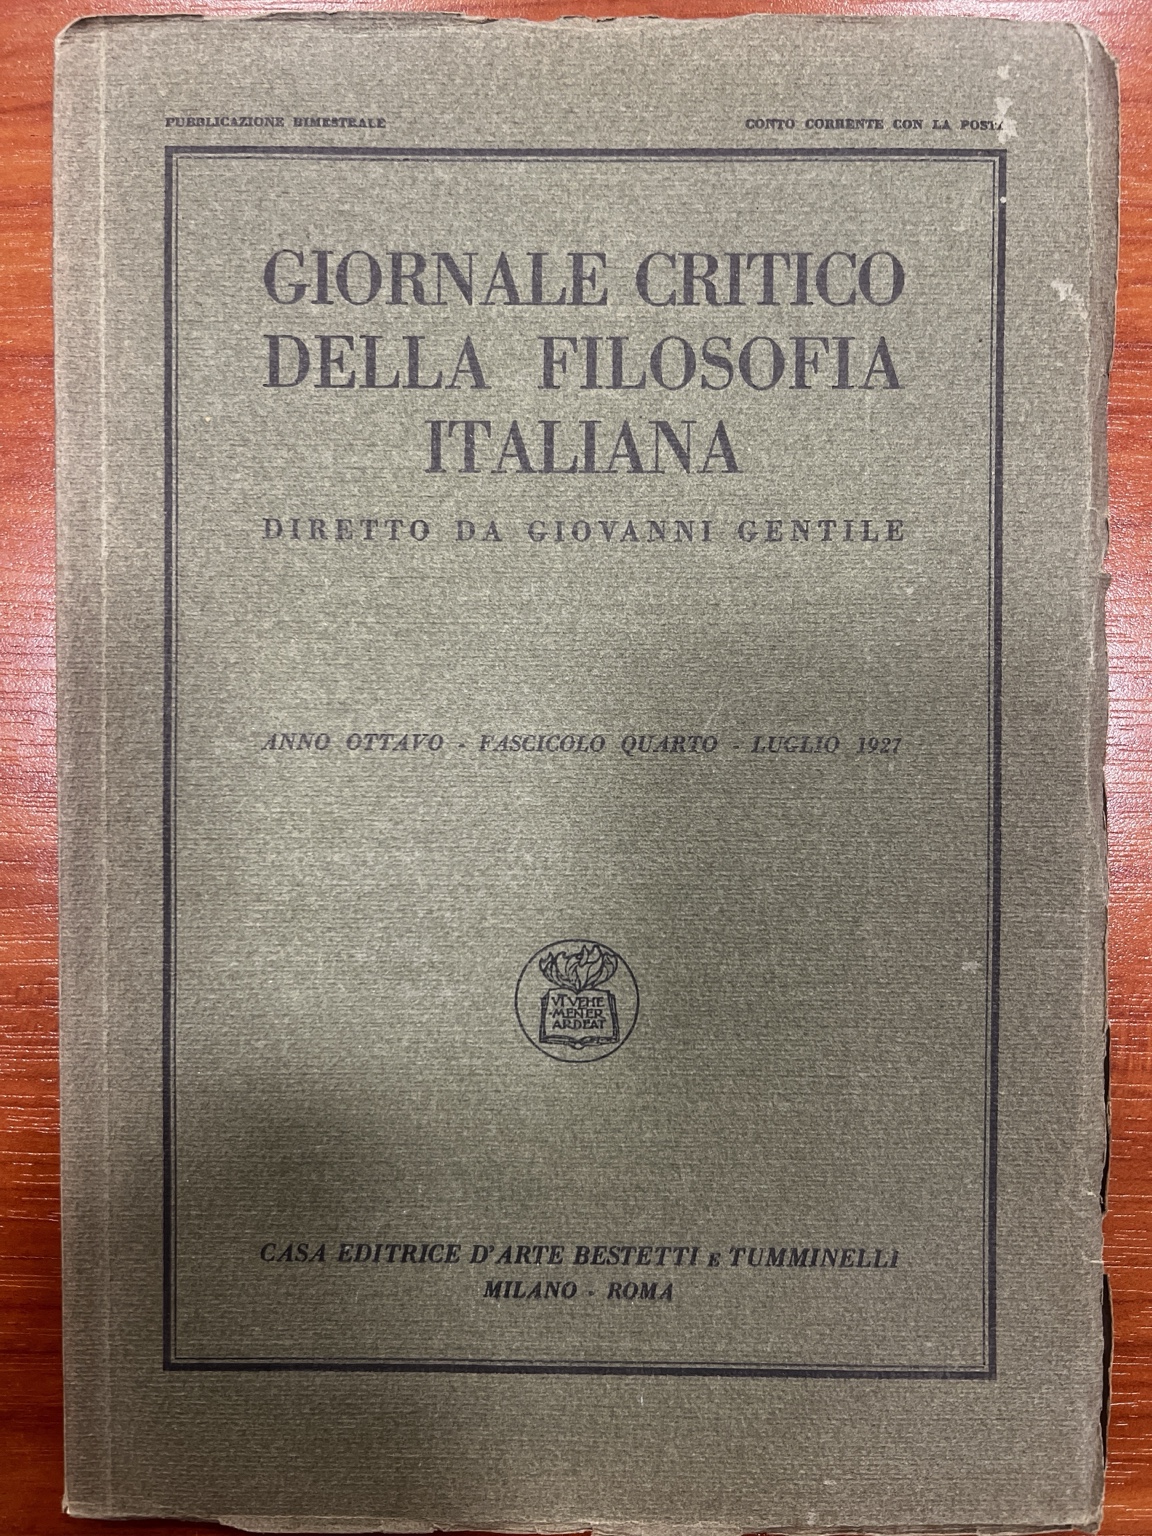 PUBBLICAZIONE BIMESTRALE
CONTO CORRENTE CON LA POSTA
GIORNALE CRITICO
DELLA FILOSOFIA
ITALIANA
DIRETTO DA GIOVANNI GENTILE
ANNO OTTAVO - FASCICOLO QUARTO - LUGLIO 1927
VT VEHE
MENTER
ARDEAT
CASA EDITRICE D'ARTE BESTETTI E TUMMINELLI
MILANO - ROMA